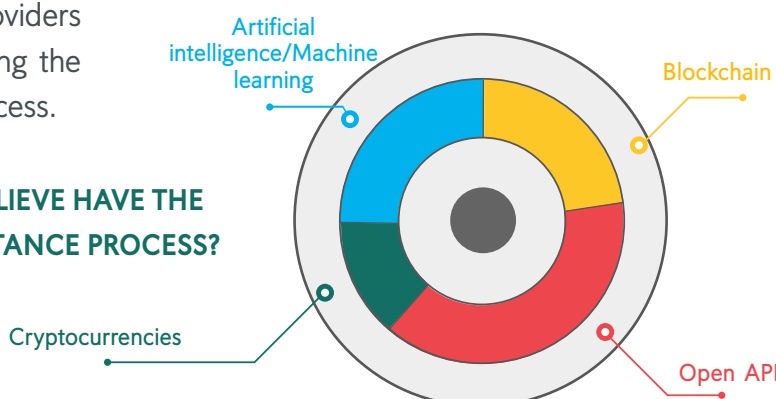 oviders
ng the
cess.
LIEVE HAVE THE
TANCE PROCESS?
Artificial
intelligence/Machine
learning
Blockchain
Cryptocurrencies
Open API